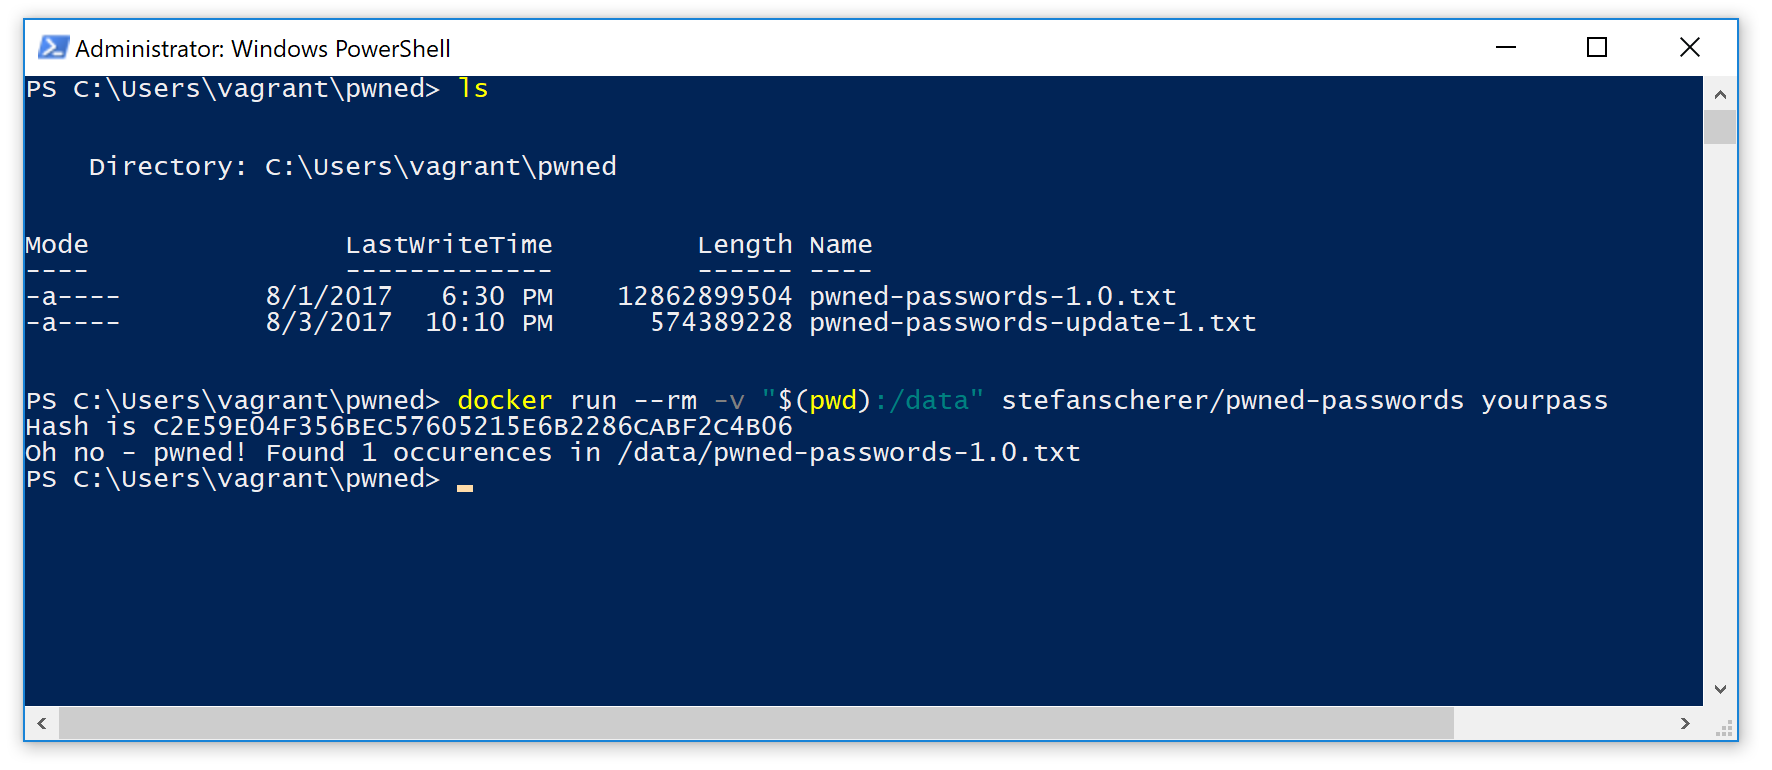 Administrator: Windows PowerShell
PS C:\Users\vagrant\pwned> ls
    Directory: C:\Users\vagrant\pwned
Mode                LastWriteTime         Length Name
----                -------------         ------ ----
-a----         8/1/2017   6:30 PM    12862899504 pwned-passwords-1.0.txt
-a----         8/3/2017  10:10 PM      574389228 pwned-passwords-update-1.txt
PS C:\Users\vagrant\pwned> docker run --rm -v "$(pwd):/data" stefanscherer/pwned-passwords yourpass
Hash is C2E59E04F356BEC57605215E6B2286CABF2C4B06
Oh no - pwned! Found 1 occurences in /data/pwned-passwords-1.0.txt
PS C:\Users\vagrant\pwned>